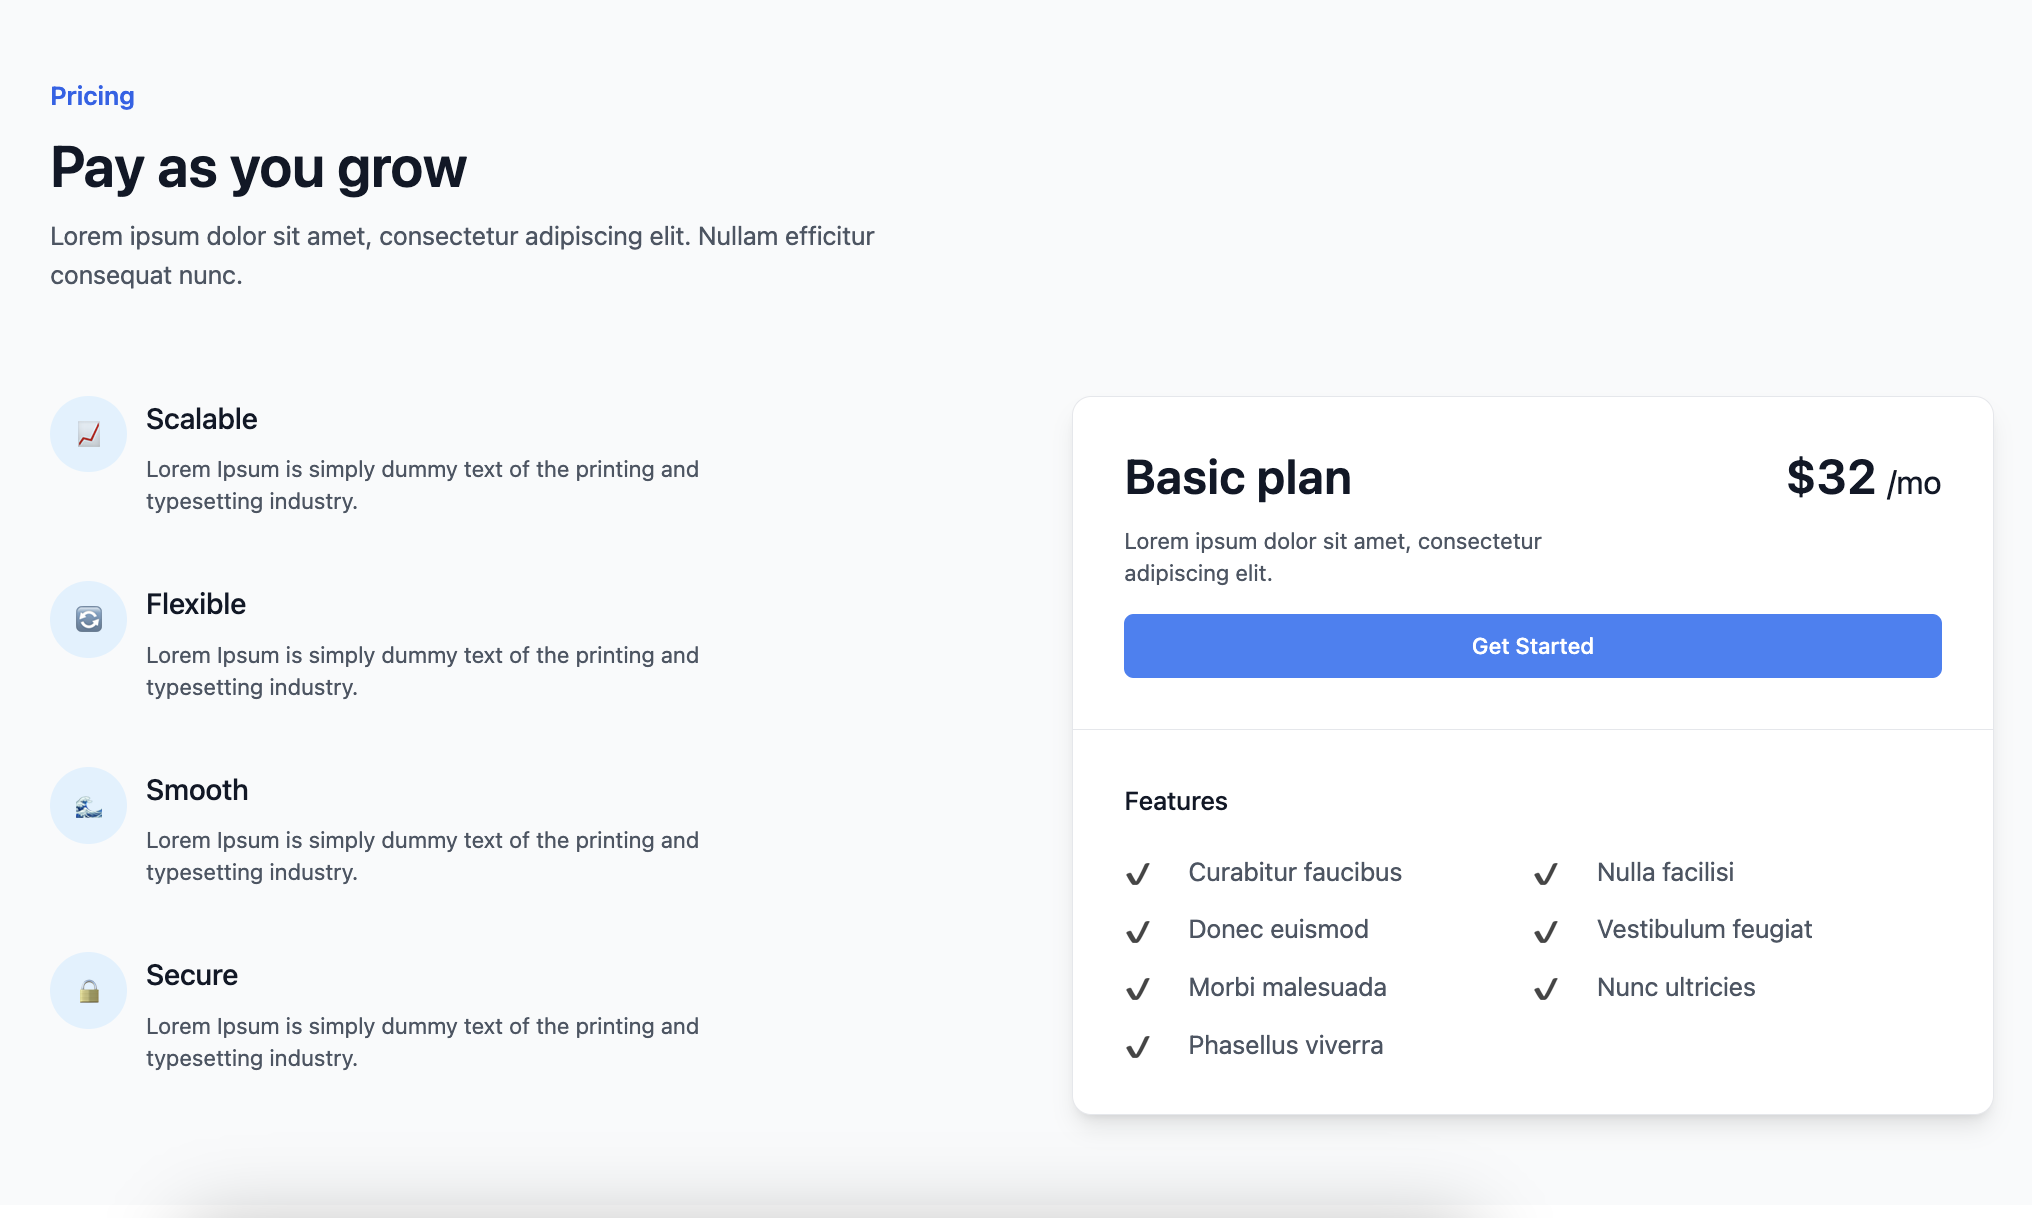 Pricing
Pay as you grow
Lorem ipsum dolor sit amet, consectetur adipiscing elit. Nullam efficitur
consequat nunc.
Scalable
Lorem Ipsum is simply dummy text of the printing and
typesetting industry.
Flexible
Lorem Ipsum is simply dummy text of the printing and
typesetting industry.
Smooth
Lorem Ipsum is simply dummy text of the printing and
typesetting industry.
Secure
Lorem Ipsum is simply dummy text of the printing and
typesetting industry.
Basic plan
$32 /mo
Lorem ipsum dolor sit amet, consectetur
adipiscing elit.
Get Started
Features
Curabitur faucibus
Nulla facilisi
Donec euismod
Vestibulum feugiat
Morbi malesuada
Nunc ultricies
Phasellus viverra